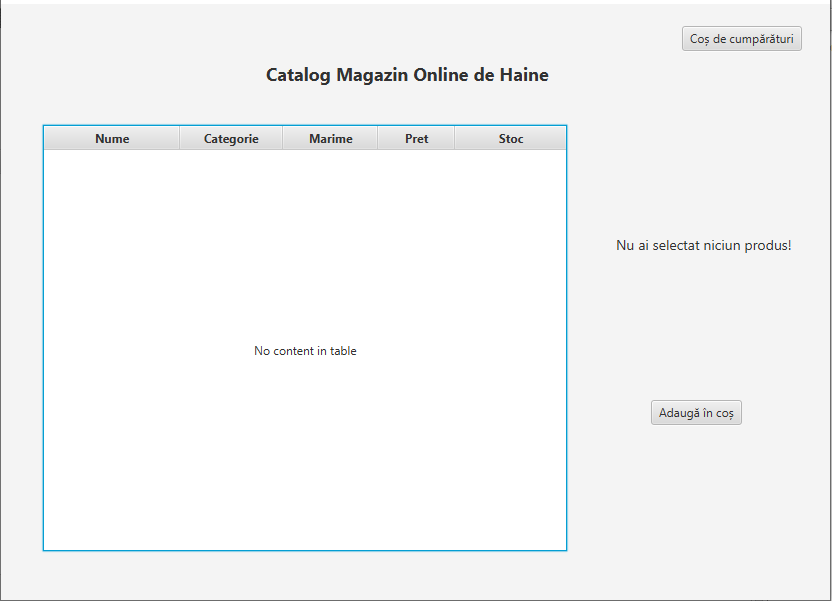 Coș de cumpărături
Catalog Magazin Online de Haine
Nume Categorie Marime Pret Stoc
Nu ai selectat niciun produs!
No content in table
Adaugă în coș